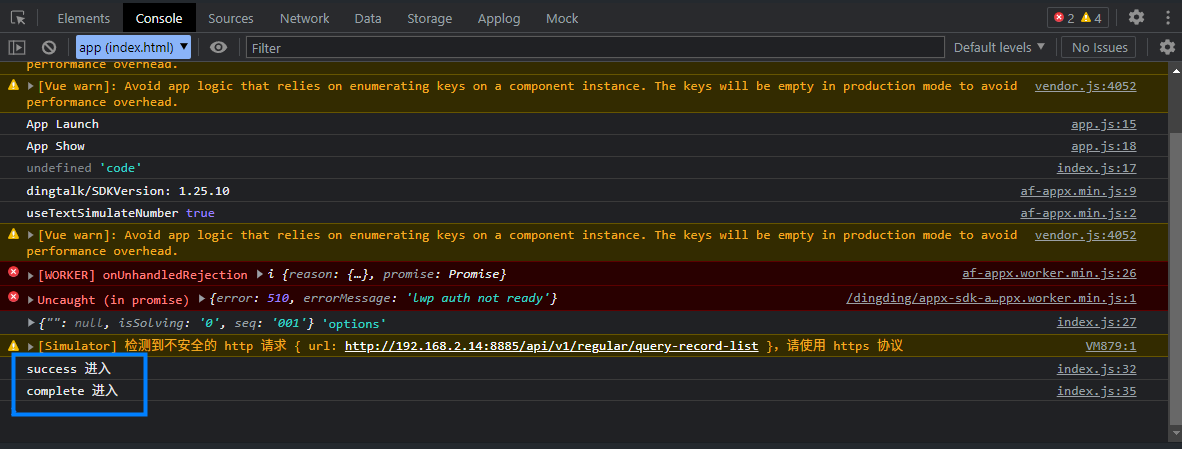 Elements Console Sources Network Data Storage Applog Mock 2 4
app (index.html) Filter Default levels No Issues
performance overhead.
[Vue warn]: Avoid app logic that relies on enumerating keys on a component instance. The keys will be empty in production mode to avoid vendor.js:4052
performance overhead.
App Launch app.js:15
App Show app.js:18
undefined 'code' index.js:17
dingtalk/SDKVersion: 1.25.10 af-appx.min.js:9
useTextSimulateNumber true af-appx.min.js:2
[Vue warn]: Avoid app logic that relies on enumerating keys on a component instance. The keys will be empty in production mode to avoid vendor.js:4052
performance overhead.
[WORKER] onUnhandledRejection i {reason: {…}, promise: Promise} af-appx.worker.min.js:26
Uncaught (in promise) {error: 510, errorMessage: 'lwp auth not ready'} /dingding/appx-sdk-a…ppx.worker.min.js:1
{"": null, isSolving: '0', seq: '001'} 'options' index.js:27
[Simulator] 检测到不安全的 http 请求 { url: http://192.168.2.14:8885/api/v1/regular/query-record-list }，请使用 https 协议 VM879:1
success 进入 index.js:32
complete 进入 index.js:35